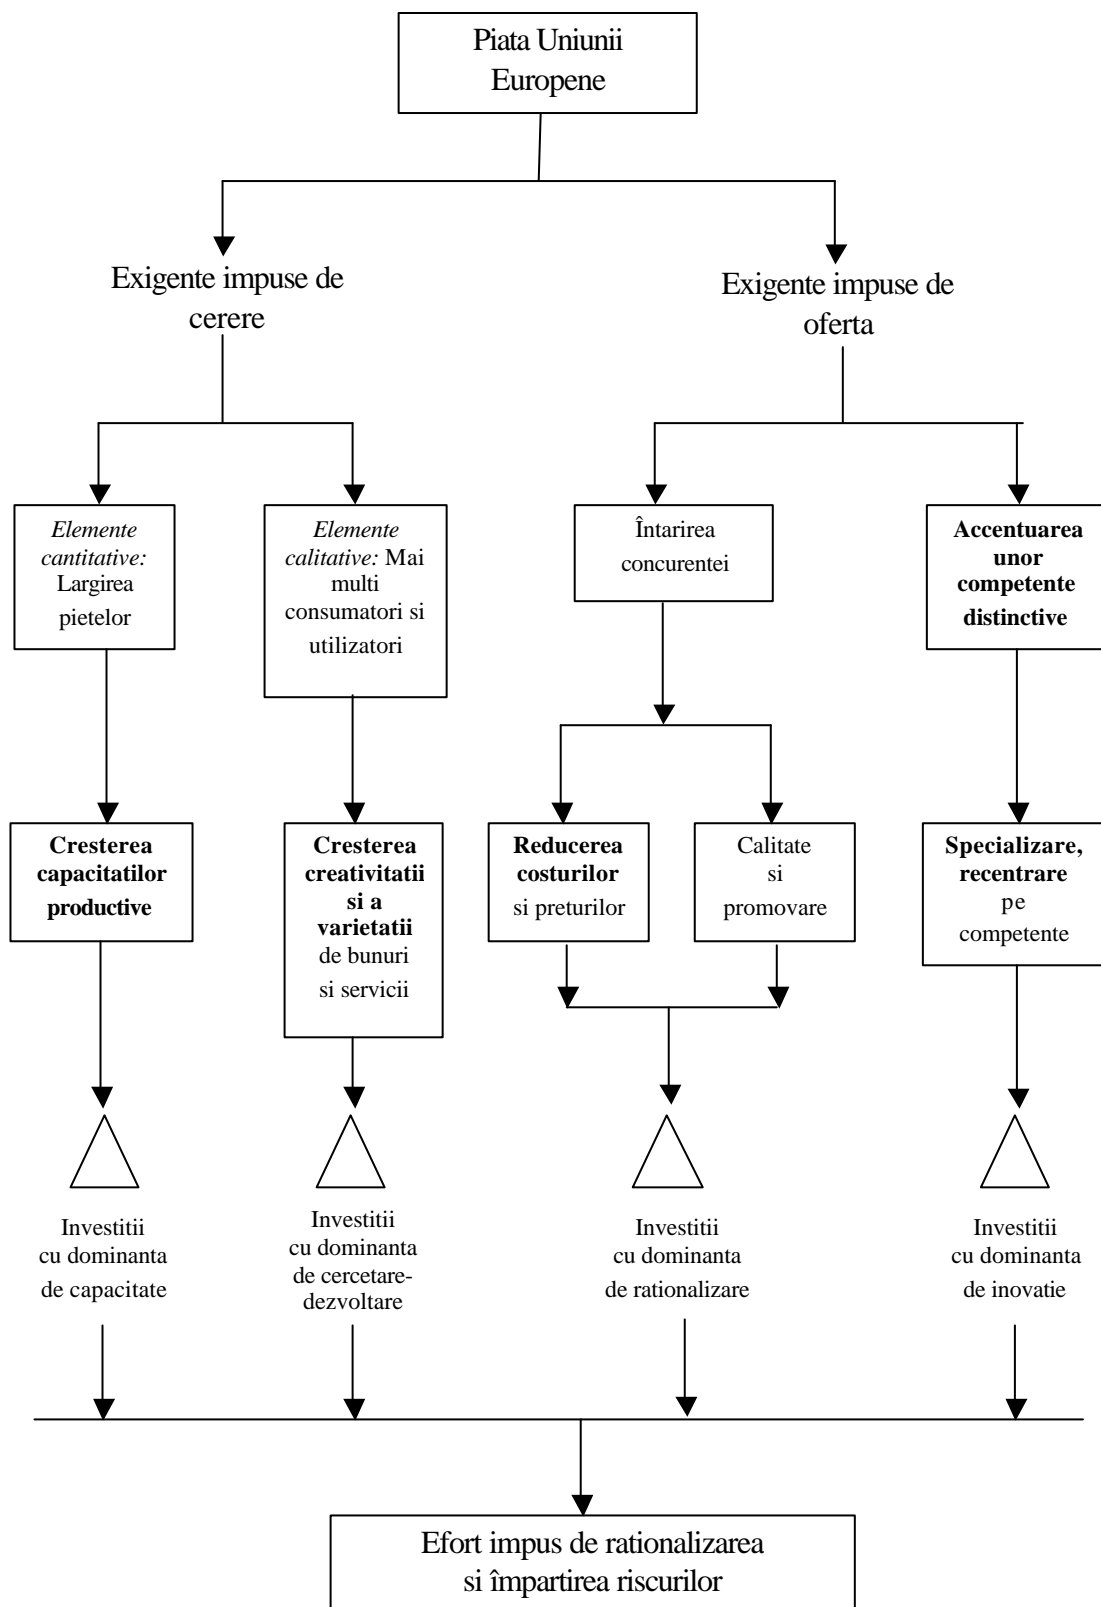 Piata Uniunii
Europene
Exigente impuse de
cerere
Exigente impuse de
oferta
Elemente
cantitative:
Largirea
pietelor
Elemente
calitative: Mai
multi
consumatori si
utilizatori
Întarirea
concurentei
Accentuarea
unor
competente
distinctive
Cresterea
capacitatilor
productive
Cresterea
creativitatii
si a
varietatii
de bunuri
si servicii
Reducerea
costurilor
si preturilor
Calitate
si
promovare
Specializare,
recentrare
pe
competente
Investitii
cu dominanta
de capacitate
Investitii
cu dominanta
de cercetare-
dezvoltare
Investitii
cu dominanta
de rationalizare
Investitii
cu dominanta
de inovatie
Efort impus de rationalizarea
si împartirea riscurilor